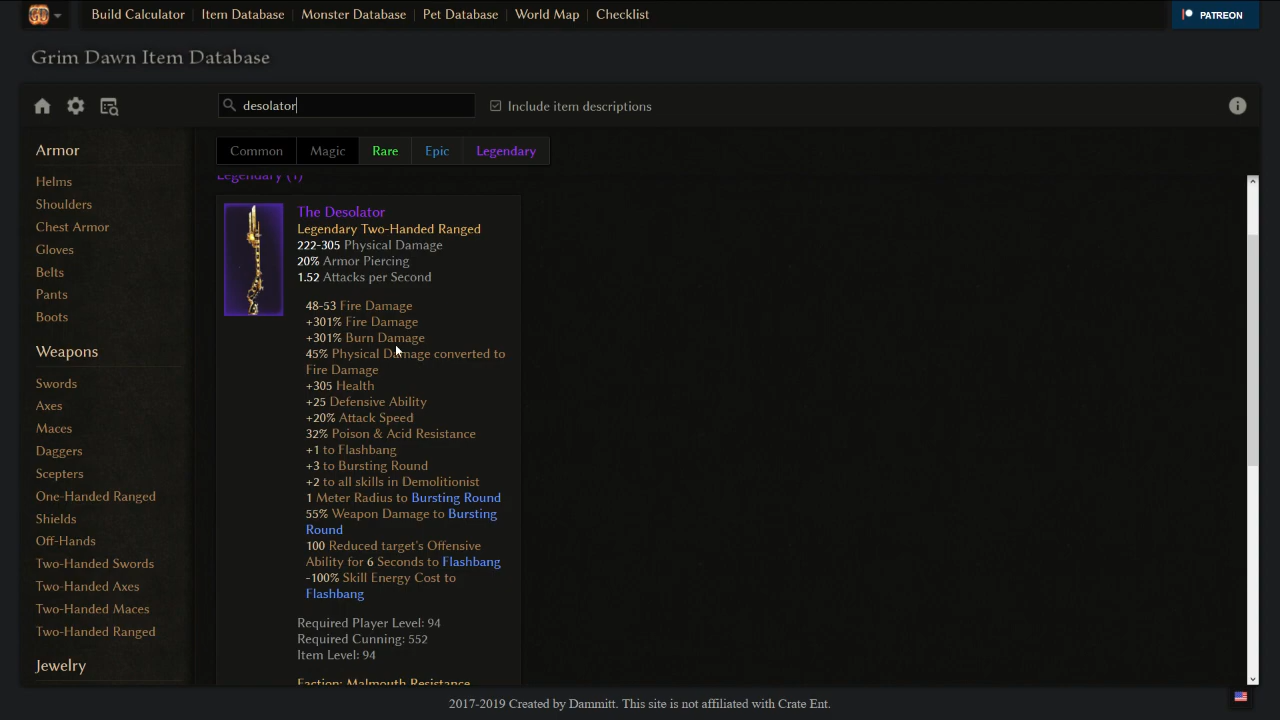 Build Calculator
Item Database
Monster Database
Pet Database
World Map
Checklist
PATREON
Grim Dawn Item Database
desolator
Include item descriptions
Common
Magic
Rare
Epic
Legendary
Armor
Helms
Shoulders
Chest Armor
Gloves
Belts
Pants
Boots
Weapons
Swords
Axes
Maces
Daggers
Scepters
One-Handed Ranged
Shields
Off-Hands
Two-Handed Swords
Two-Handed Axes
Two-Handed Maces
Two-Handed Ranged
Jewelry
Legendary (1)
The Desolator
Legendary Two-Handed Ranged
222-305 Physical Damage
20% Armor Piercing
1.52 Attacks per Second
48-53 Fire Damage
+301% Fire Damage
+301% Burn Damage
45% Physical Damage converted to
Fire Damage
+305 Health
+25 Defensive Ability
+20% Attack Speed
32% Poison & Acid Resistance
+1 to Flashbang
+3 to Bursting Round
+2 to all skills in Demolitionist
1 Meter Radius to Bursting Round
55% Weapon Damage to Bursting
Round
100 Reduced target's Offensive
Ability for 6 Seconds to Flashbang
-100% Skill Energy Cost to
Flashbang
Required Player Level: 94
Required Cunning: 552
Item Level: 94
Faction: Malmouth Resistance
2017-2019 Created by Dammitt. This site is not affiliated with Crate Ent.